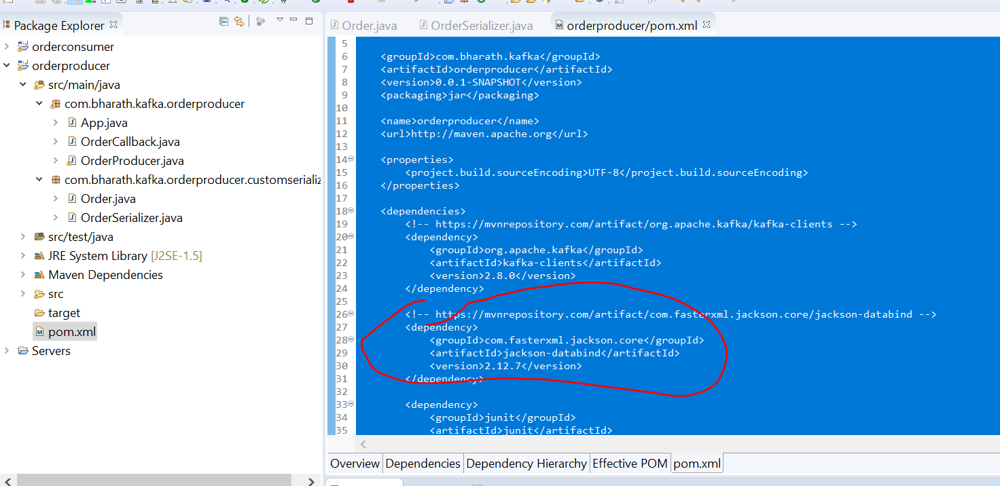 Package Explorer
orderconsumer
orderproducer
src/main/java
com.bharath.kafka.orderproducer
App.java
OrderCallback.java
OrderProducer.java
com.bharath.kafka.orderproducer.customserializ
Order.java
OrderSerializer.java
src/test/java
JRE System Library [J2SE-1.5]
Maven Dependencies
src
target
pom.xml
Servers
Order.java
OrderSerializer.java
orderproducer/pom.xml
5
6 <groupId>com.bharath.kafka</groupId>
7 <artifactId>orderproducer</artifactId>
8 <version>0.0.1-SNAPSHOT</version>
9 <packaging>jar</packaging>
10
11 <name>orderproducer</name>
12 <url>http://maven.apache.org</url>
13
14 <properties>
15 <project.build.sourceEncoding>UTF-8</project.build.sourceEncoding>
16 </properties>
17
18 <dependencies>
19 <!-- https://mvnrepository.com/artifact/org.apache.kafka/kafka-clients -->
20 <dependency>
21 <groupId>org.apache.kafka</groupId>
22 <artifactId>kafka-clients</artifactId>
23 <version>2.8.0</version>
24 </dependency>
25
26 <!-- https://mvnrepository.com/artifact/com.fasterxml.jackson.core/jackson-databind -->
27 <dependency>
28 <groupId>com.fasterxml.jackson.core</groupId>
29 <artifactId>jackson-databind</artifactId>
30 <version>2.12.7</version>
31 </dependency>
32
33 <dependency>
34 <groupId>junit</groupId>
35 <artifactId>junit</artifactId>
Overview
Dependencies
Dependency Hierarchy
Effective POM
pom.xml